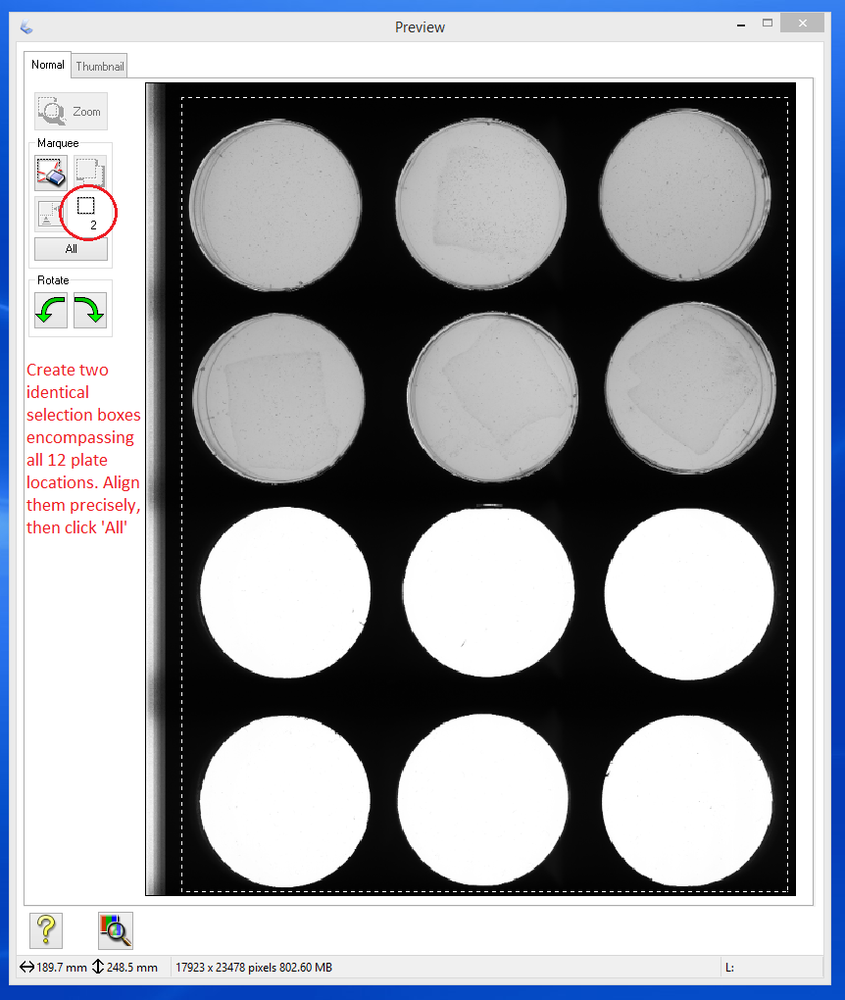 Preview
Normal
Thumbnail
Zoom
Marquee
2
All
Rotate
Create two
identical
selection boxes
encompassing
all 12 plate
locations. Align
them precisely,
then click 'All'
189.7 mm 248.5 mm 17923 x 23478 pixels 802.60 MB L: